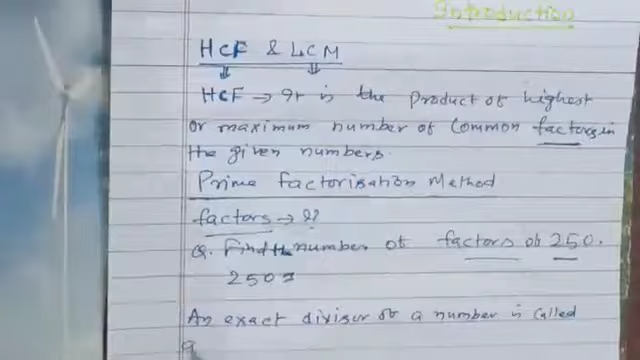 Introduction
HCF & LCM
HCF → It is the Product of highest
or maximum number of Common factors in
the given numbers.
Prime factorisation Method
factors → ??
Q. Find the number of factors of 250.
250 =
An exact divisor of a number is Called
a